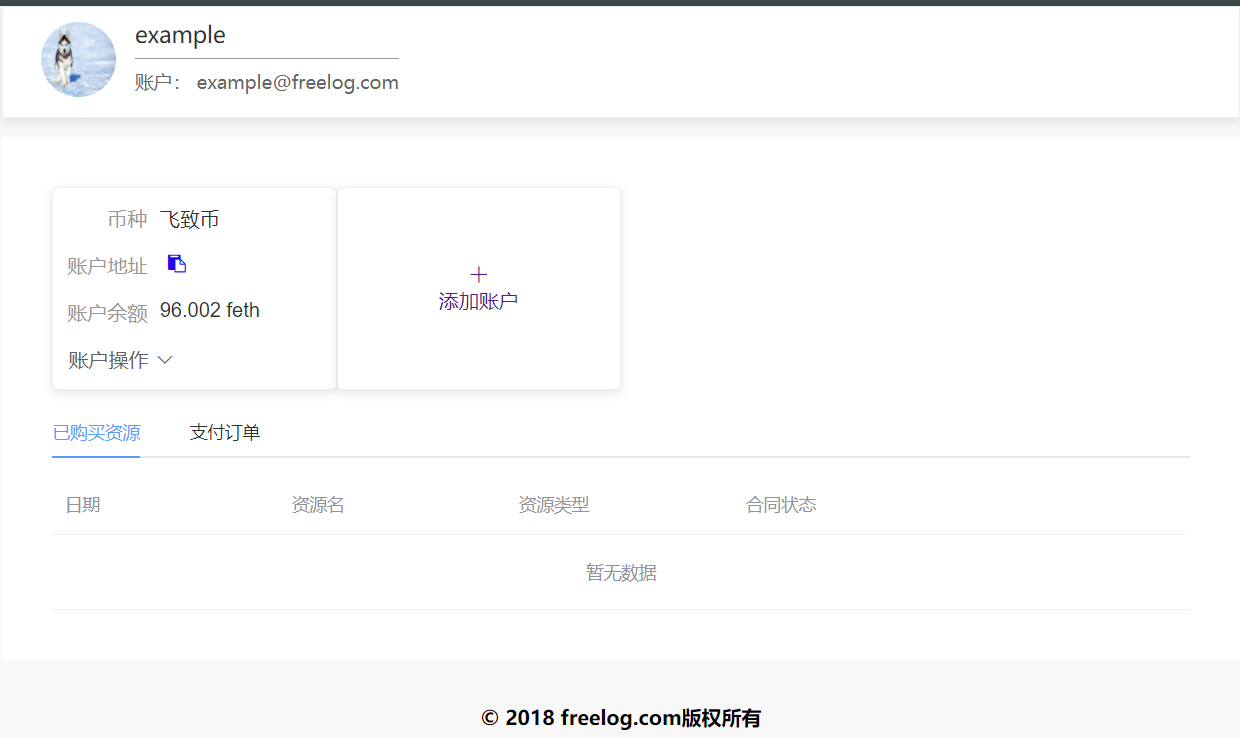 example
账户： example@freelog.com
币种 飞致币
账户地址
账户余额 96.002 feth
账户操作
添加账户
已购买资源 支付订单
日期 资源名 资源类型 合同状态
暂无数据
© 2018 freelog.com版权所有